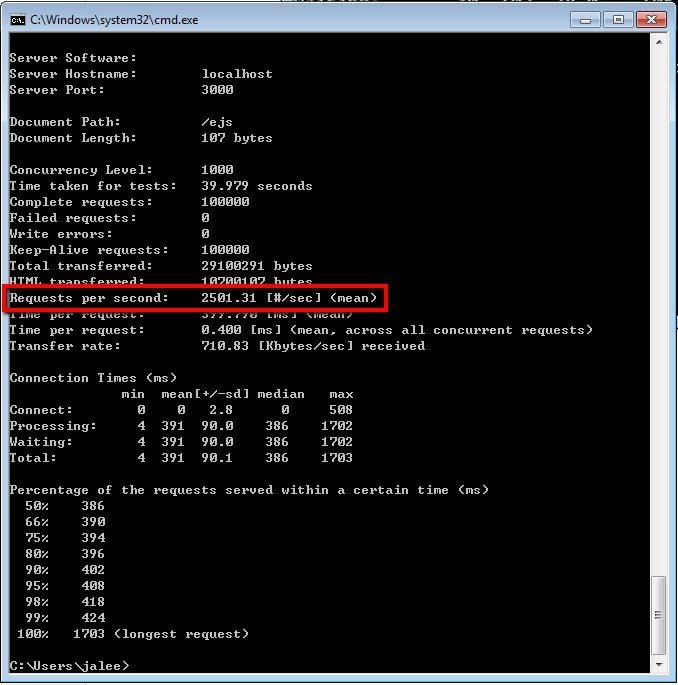 C:\Windows\system32\cmd.exe
Server Software:
Server Hostname: localhost
Server Port: 3000
Document Path: /ejs
Document Length: 107 bytes
Concurrency Level: 1000
Time taken for tests: 39.979 seconds
Complete requests: 100000
Failed requests: 0
Write errors: 0
Keep-Alive requests: 100000
Total transferred: 29100291 bytes
HTML transferred: 10700107 bytes
Requests per second: 2501.31 [#/sec] (mean)
Time per request: 399.790 [ms] (mean)
Time per request: 0.400 [ms] (mean, across all concurrent requests)
Transfer rate: 710.83 [Kbytes/sec] received
Connection Times (ms)
min mean[+/-sd] median max
Connect: 0 0 2.8 0 508
Processing: 4 391 90.0 386 1702
Waiting: 4 391 90.0 386 1702
Total: 4 391 90.1 386 1703
Percentage of the requests served within a certain time (ms)
50% 386
66% 390
75% 394
80% 396
90% 402
95% 408
98% 418
99% 424
100% 1703 (longest request)
C:\Users\jalee>